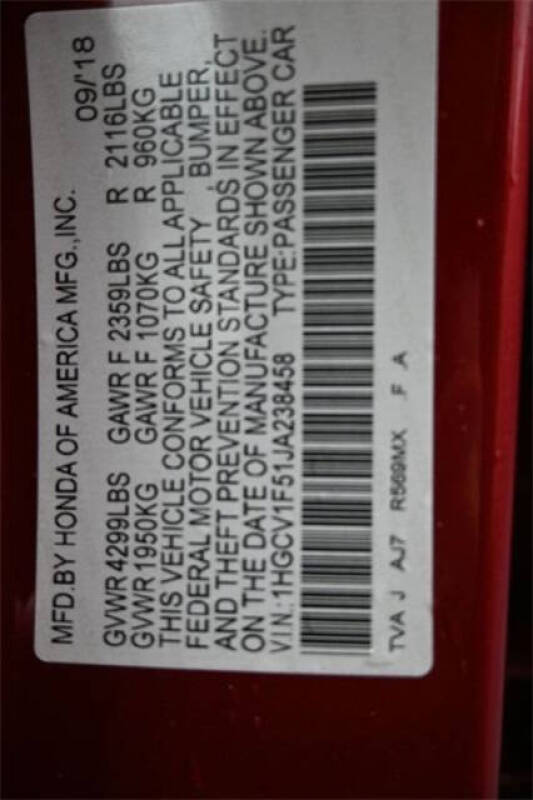 MFD.BY HONDA OF AMERICA MFG.,INC. 09/'18
GVWR 4299LBS GAWR F 2359LBS R 2116LBS
GVWR 1950KG GAWR F 1070KG R 960KG
THIS VEHICLE CONFORMS TO ALL APPLICABLE
FEDERAL MOTOR VEHICLE SAFETY , BUMPER,
AND THEFT PREVENTION STANDARDS IN EFFECT
ON THE DATE OF MANUFACTURE SHOWN ABOVE.
V.I.N.:1HGCV1F51JA238458 TYPE:PASSENGER CAR
TVA J AJ7 R569MX F A